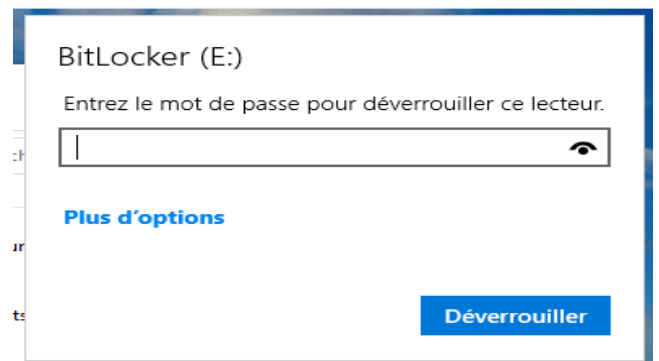 BitLocker (E:)
Entrez le mot de passe pour déverrouiller ce lecteur.
Plus d'options
Déverrouiller